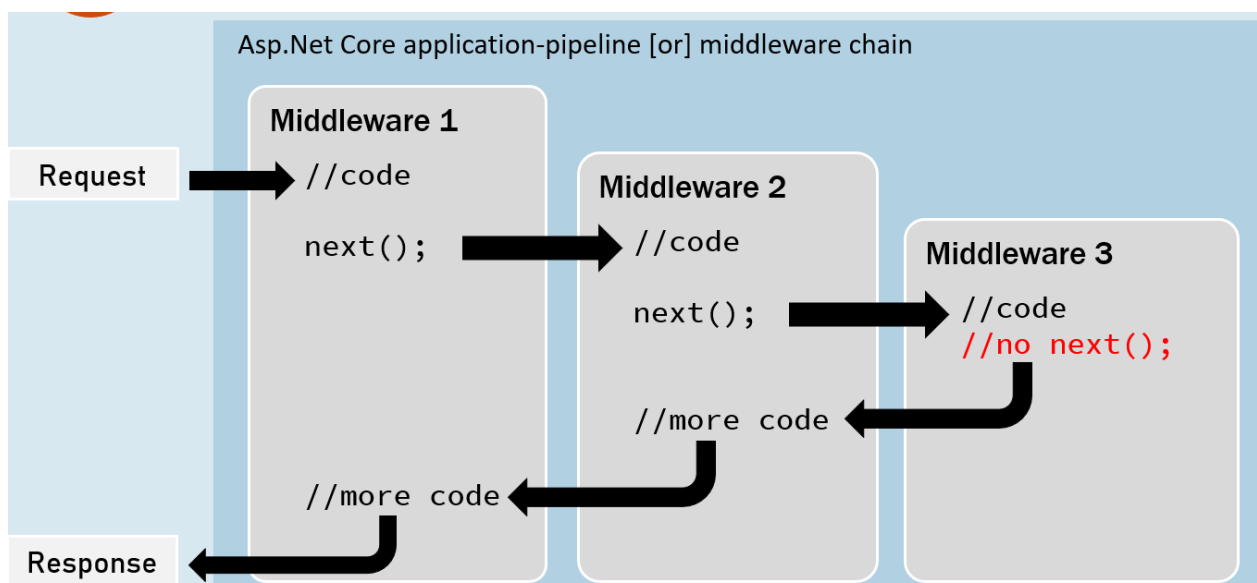 Asp.Net Core application-pipeline [or] middleware chain
Middleware 1
Request
//code
next();
Middleware 2
//code
next();
Middleware 3
//code
//no next();
//more code
//more code
Response